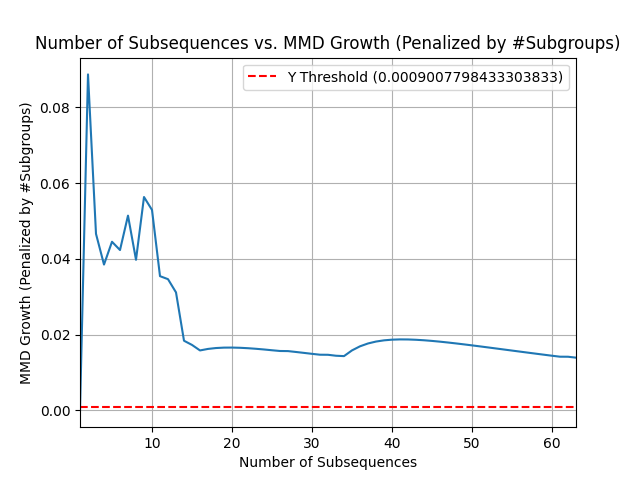 Number of Subsequences vs. MMD Growth (Penalized by #Subgroups)
Y Threshold (0.0009007798433303833)
MMD Growth (Penalized by #Subgroups)
0.08
0.06
0.04
0.02
0.00
10 20 30 40 50 60
Number of Subsequences